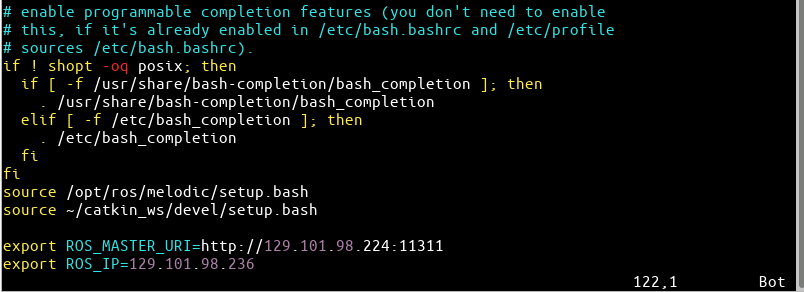 # enable programmable completion features (you don't need to enable
# this, if it's already enabled in /etc/bash.bashrc and /etc/profile
# sources /etc/bash.bashrc).
if ! shopt -oq posix; then
  if [ -f /usr/share/bash-completion/bash_completion ]; then
    . /usr/share/bash-completion/bash_completion
  elif [ -f /etc/bash_completion ]; then
    . /etc/bash_completion
  fi
fi
source /opt/ros/melodic/setup.bash
source ~/catkin_ws/devel/setup.bash

export ROS_MASTER_URI=http://129.101.98.224:11311
export ROS_IP=129.101.98.236
122,1 Bot